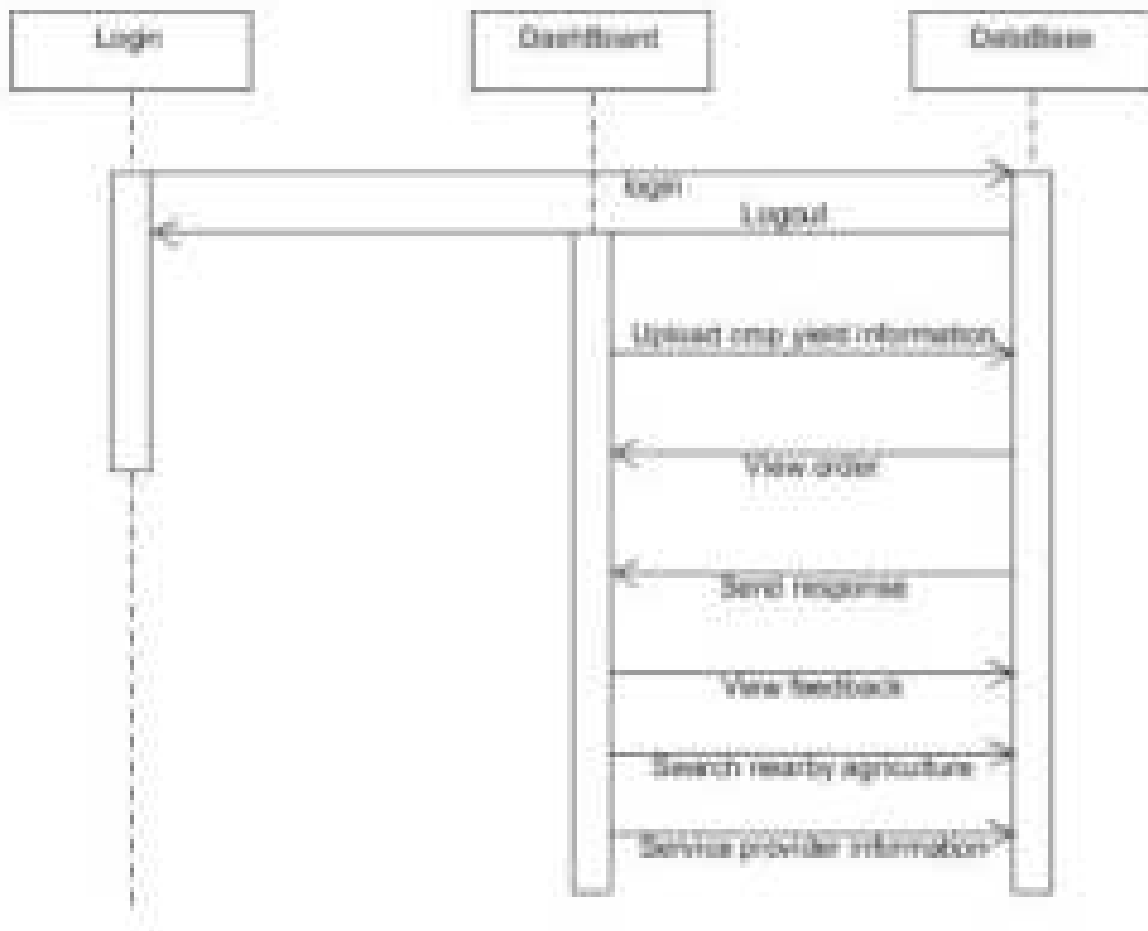 Login
DashBoard
DataBase
login
Logout
Upload crop yield information
View order
Send response
View feedback
Search nearby agriculture
Service provider information